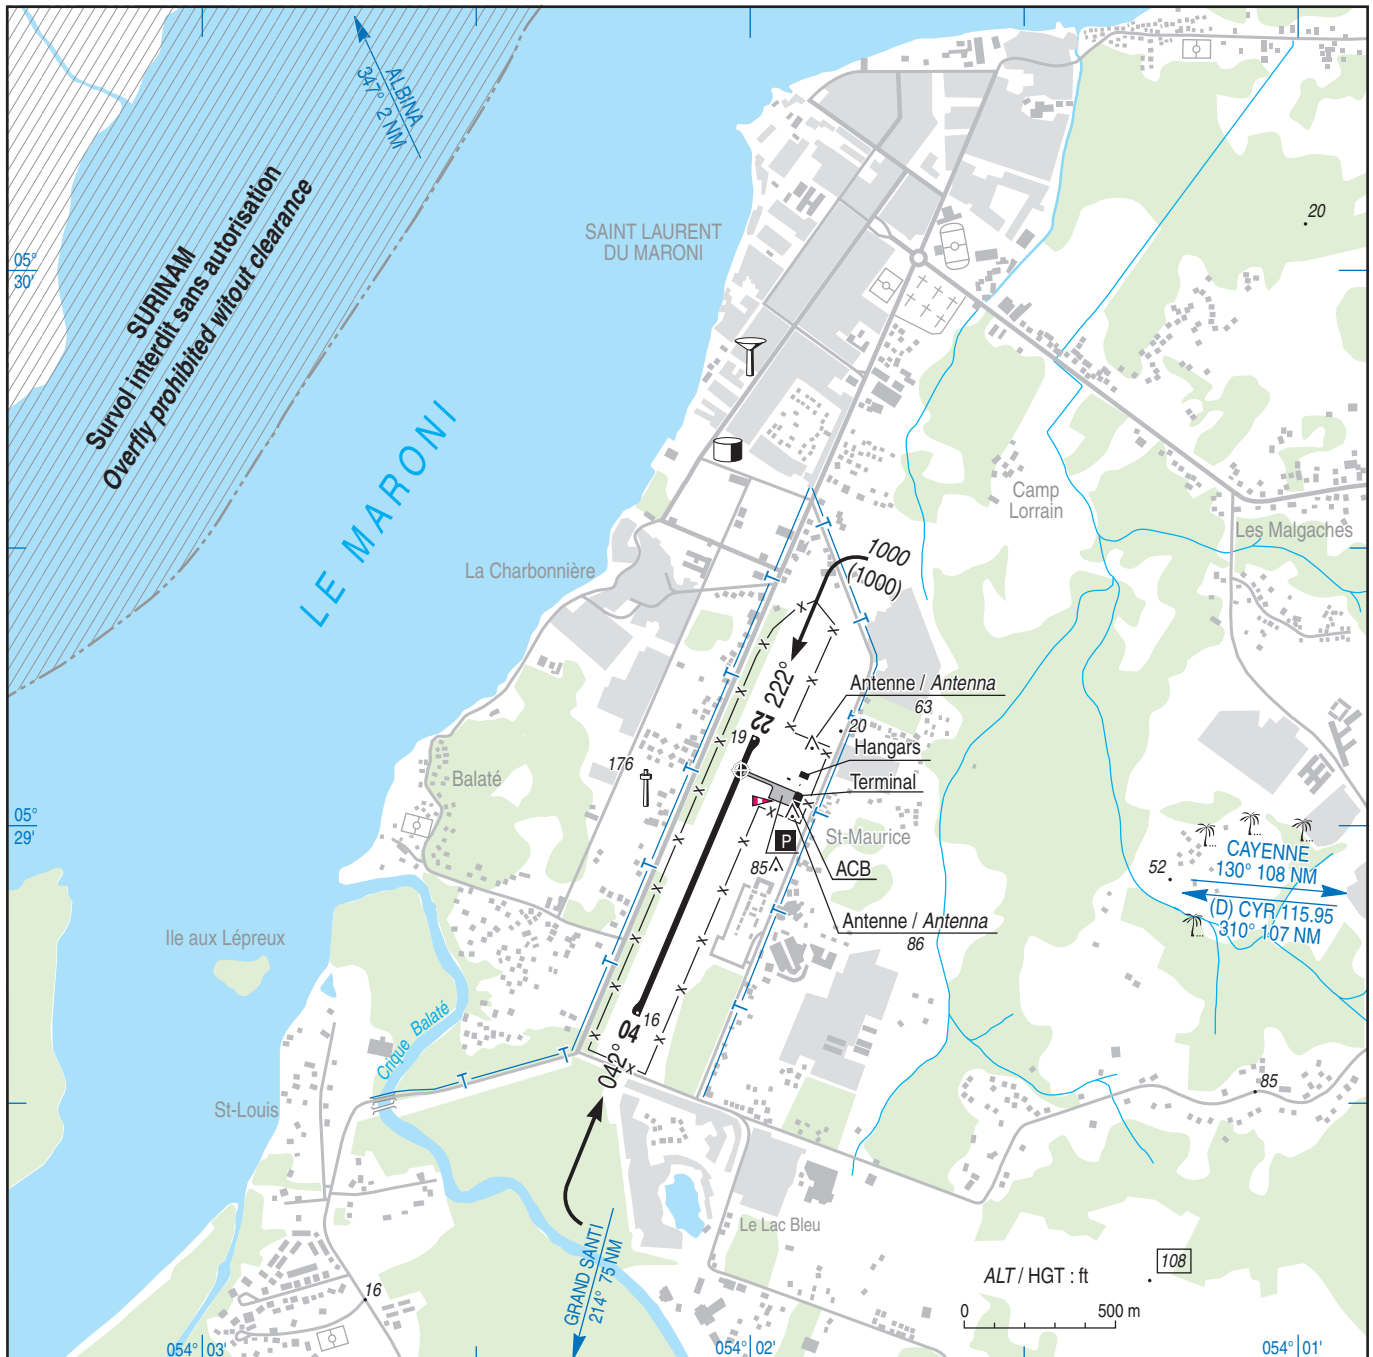 ALBINA
347° 2 NM
SURINAM
Survol interdit sans autorisation
Overfly prohibited witout clearance
SAINT LAURENT
DU MARONI
20
05°
30'
LE MARONI
Camp
Lorrain
Les Malgaches
La Charbonnière
T
T
1000
(1000)
x
x
T
222°
Antenne / Antenna
63
22
19
20
Hangars
176
Terminal
Balaté
05°
29'
P
St-Maurice
85
ACB
CAYENNE
130° 108 NM
52
(D) CYR 115.95
310° 107 NM
Antenne / Antenna
86
Ile aux Lépreux
Crique Balaté
16
04
042°
St-Louis
85
Le Lac Bleu
GRAND SANTI
214° 75 NM
ALT / HGT : ft
108
0 500 m
16
054° 03'
054° 02'
054° 01'